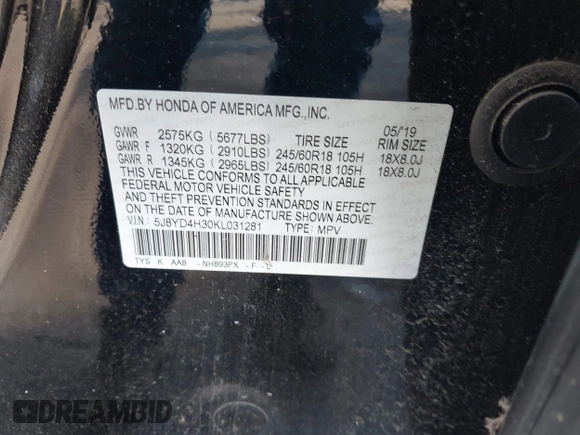 MFD.BY HONDA OF AMERICA MFG.,INC.
05/'19
GVWR 2575KG ( 5677LBS) TIRE SIZE RIM SIZE
GAWR F 1320KG ( 2910LBS) 245/60R18 105H 18X8.0J
GAWR R 1345KG ( 2965LBS) 245/60R18 105H 18X8.0J
THIS VEHICLE CONFORMS TO ALL APPLICABLE
FEDERAL MOTOR VEHICLE SAFETY
AND THEFT PREVENTION STANDARDS IN EFFECT
ON THE DATE OF MANUFACTURE SHOWN ABOVE.
V.I.N: 5J8YD4H30KL031281 TYPE: MPV
TYS K AA8 - NH893PX - F -
DREAMBID